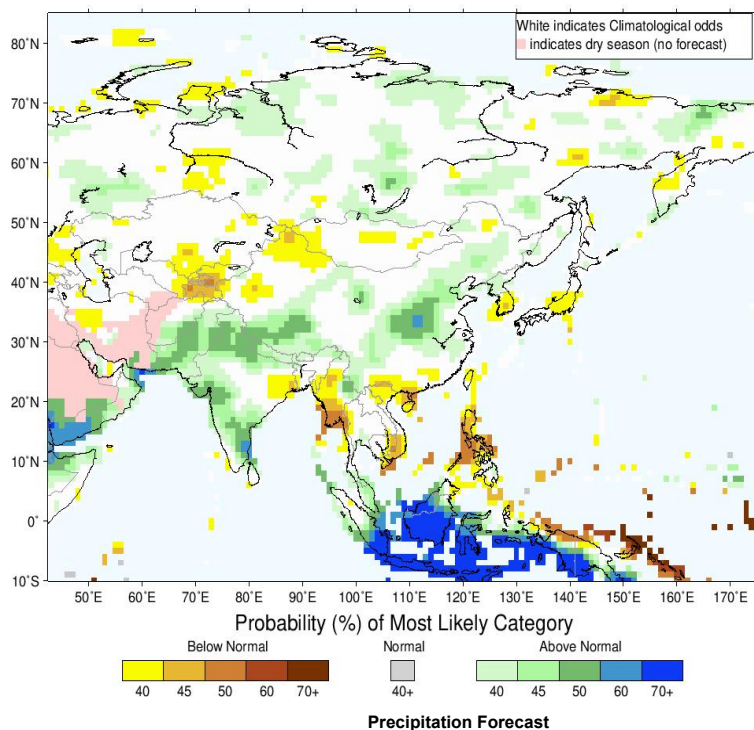 White indicates Climatological odds
indicates dry season (no forecast)
80˚N
70˚N
60˚N
50˚N
40˚N
30˚N
20˚N
10˚N
0˚
10˚S
50˚E 60˚E 70˚E 80˚E 90˚E 100˚E 110˚E 120˚E 130˚E 140˚E 150˚E 160˚E 170˚E
Probability (%) of Most Likely Category
Below Normal Normal Above Normal
40 45 50 60 70+ 40+ 40 45 50 60 70+
Precipitation Forecast